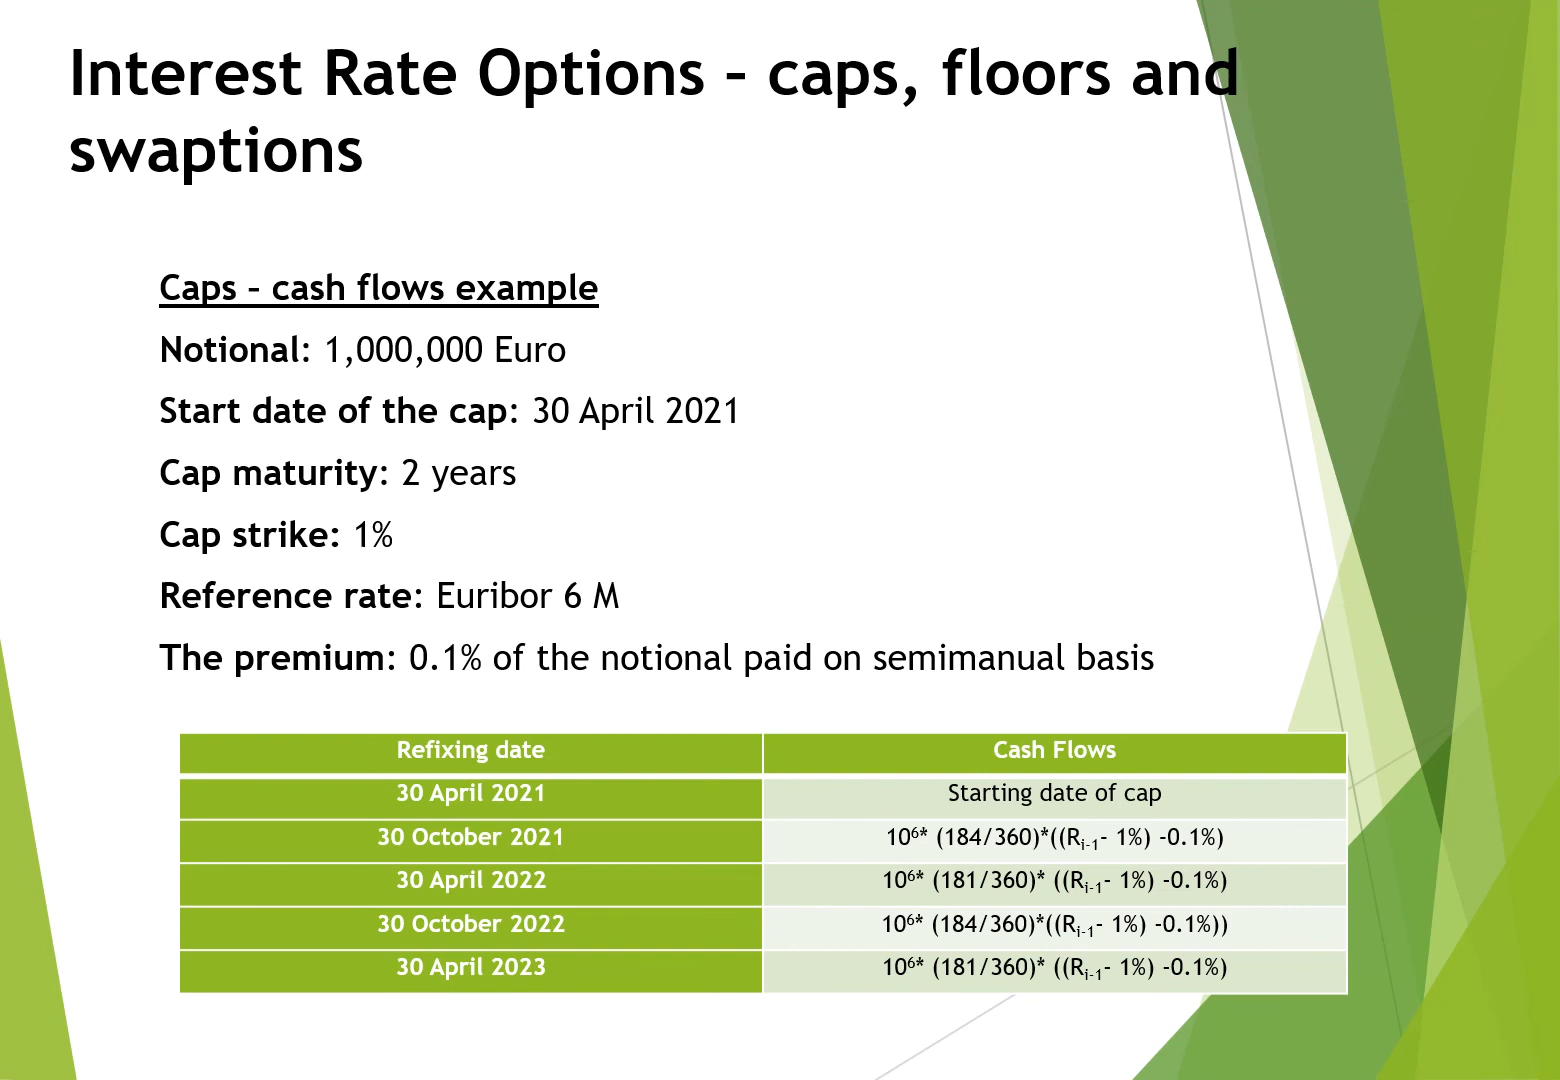 Interest Rate Options – caps, floors and
swaptions
Caps – cash flows example
Notional: 1,000,000 Euro
Start date of the cap: 30 April 2021
Cap maturity: 2 years
Cap strike: 1%
Reference rate: Euribor 6 M
The premium: 0.1% of the notional paid on semimanual basis
Refixing date Cash Flows
30 April 2021 Starting date of cap
30 October 2021 10⁶* (184/360)*((Rᵢ₋₁- 1%) -0.1%)
30 April 2022 10⁶* (181/360)* ((Rᵢ₋₁- 1%) -0.1%)
30 October 2022 10⁶* (184/360)*((Rᵢ₋₁- 1%) -0.1%))
30 April 2023 10⁶* (181/360)* ((Rᵢ₋₁- 1%) -0.1%)